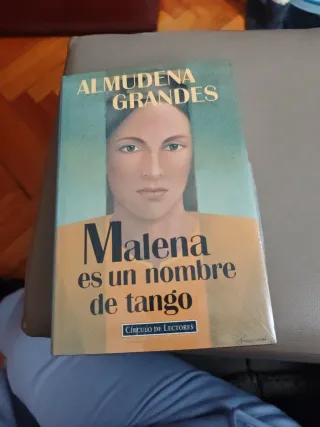 ALMUDENA
GRANDES
Malena
es un nombre
de tango
CÍRCULO DE LECTORES